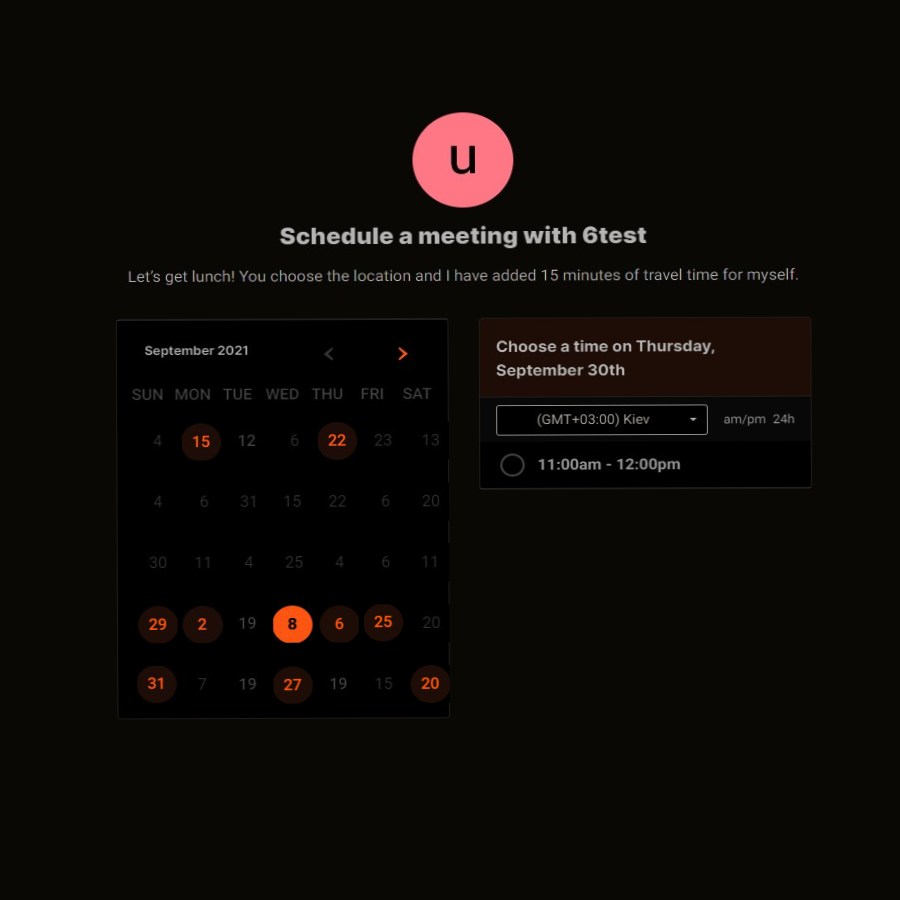 u
Schedule a meeting with 6test
Let's get lunch! You choose the location and I have added 15 minutes of travel time for myself.
September 2021
SUN MON TUE WED THU FRI SAT
4 15 12 6 22 23 13
4 6 31 15 22 6 20
30 11 4 25 4 6 11
29 2 19 8 6 25 20
31 7 19 27 19 15 20
Choose a time on Thursday,
September 30th
(GMT+03:00) Kiev am/pm 24h
11:00am - 12:00pm